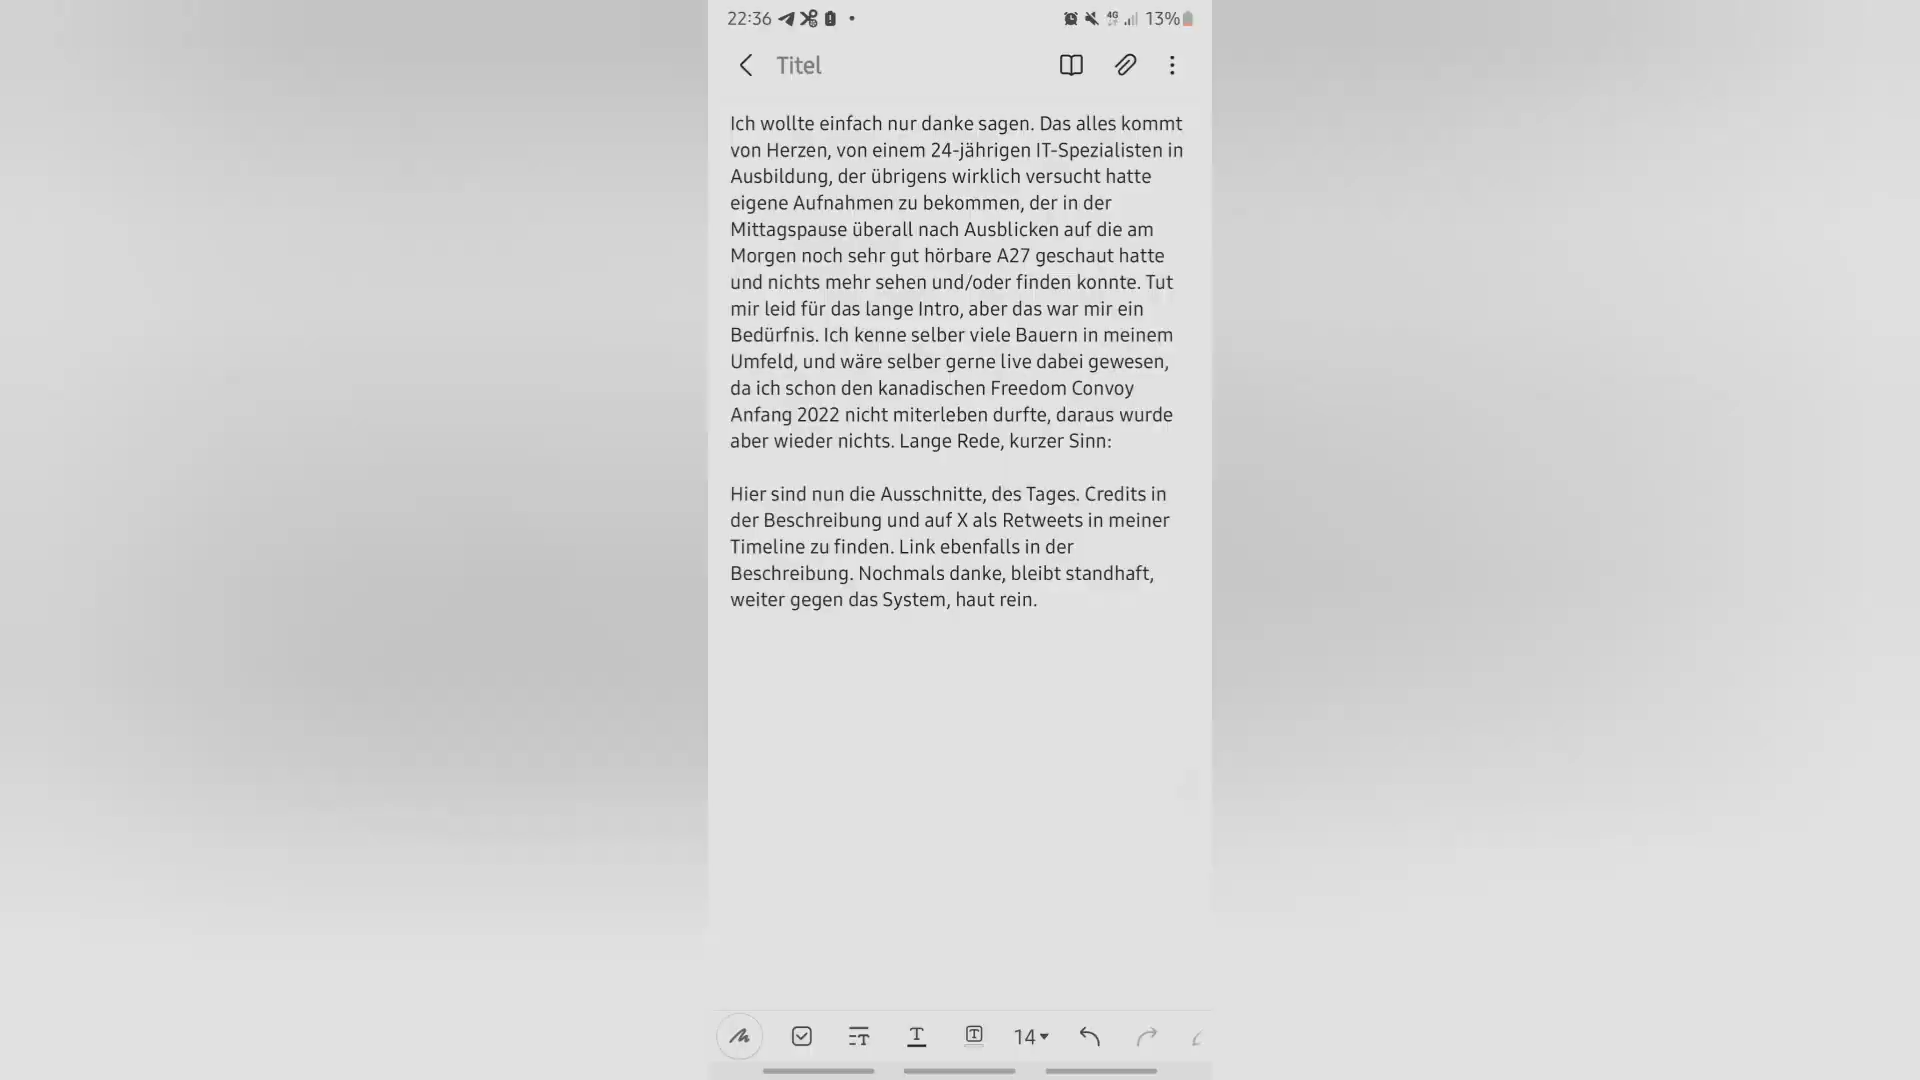 22:36
4G
13%
Titel
Ich wollte einfach nur danke sagen. Das alles kommt
von Herzen, von einem 24-jährigen IT-Spezialisten in
Ausbildung, der übrigens wirklich versucht hatte
eigene Aufnahmen zu bekommen, der in der
Mittagspause überall nach Ausblicken auf die am
Morgen noch sehr gut hörbare A27 geschaut hatte
und nichts mehr sehen und/oder finden konnte. Tut
mir leid für das lange Intro, aber das war mir ein
Bedürfnis. Ich kenne selber viele Bauern in meinem
Umfeld, und wäre selber gerne live dabei gewesen,
da ich schon den kanadischen Freedom Convoy
Anfang 2022 nicht miterleben durfte, daraus wurde
aber wieder nichts. Lange Rede, kurzer Sinn:
Hier sind nun die Ausschnitte, des Tages. Credits in
der Beschreibung und auf X als Retweets in meiner
Timeline zu finden. Link ebenfalls in der
Beschreibung. Nochmals danke, bleibt standhaft,
weiter gegen das System, haut rein.
14